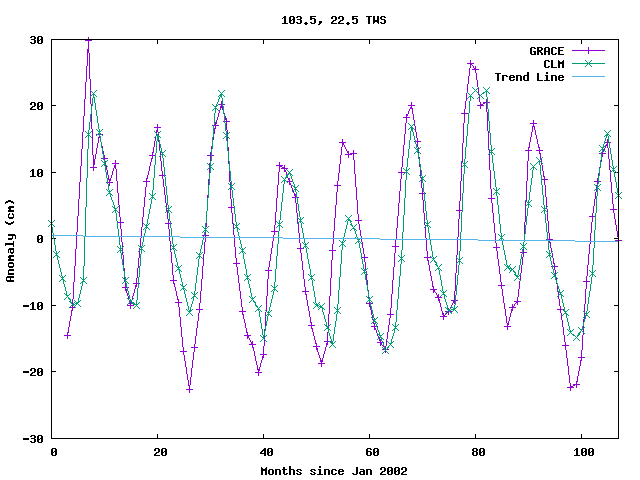 103.5, 22.5 TWS
GRACE
CLM
Trend Line
30
20
10
0
-10
-20
-30
Anomaly (cm)
0 20 40 60 80 100
Months since Jan 2002